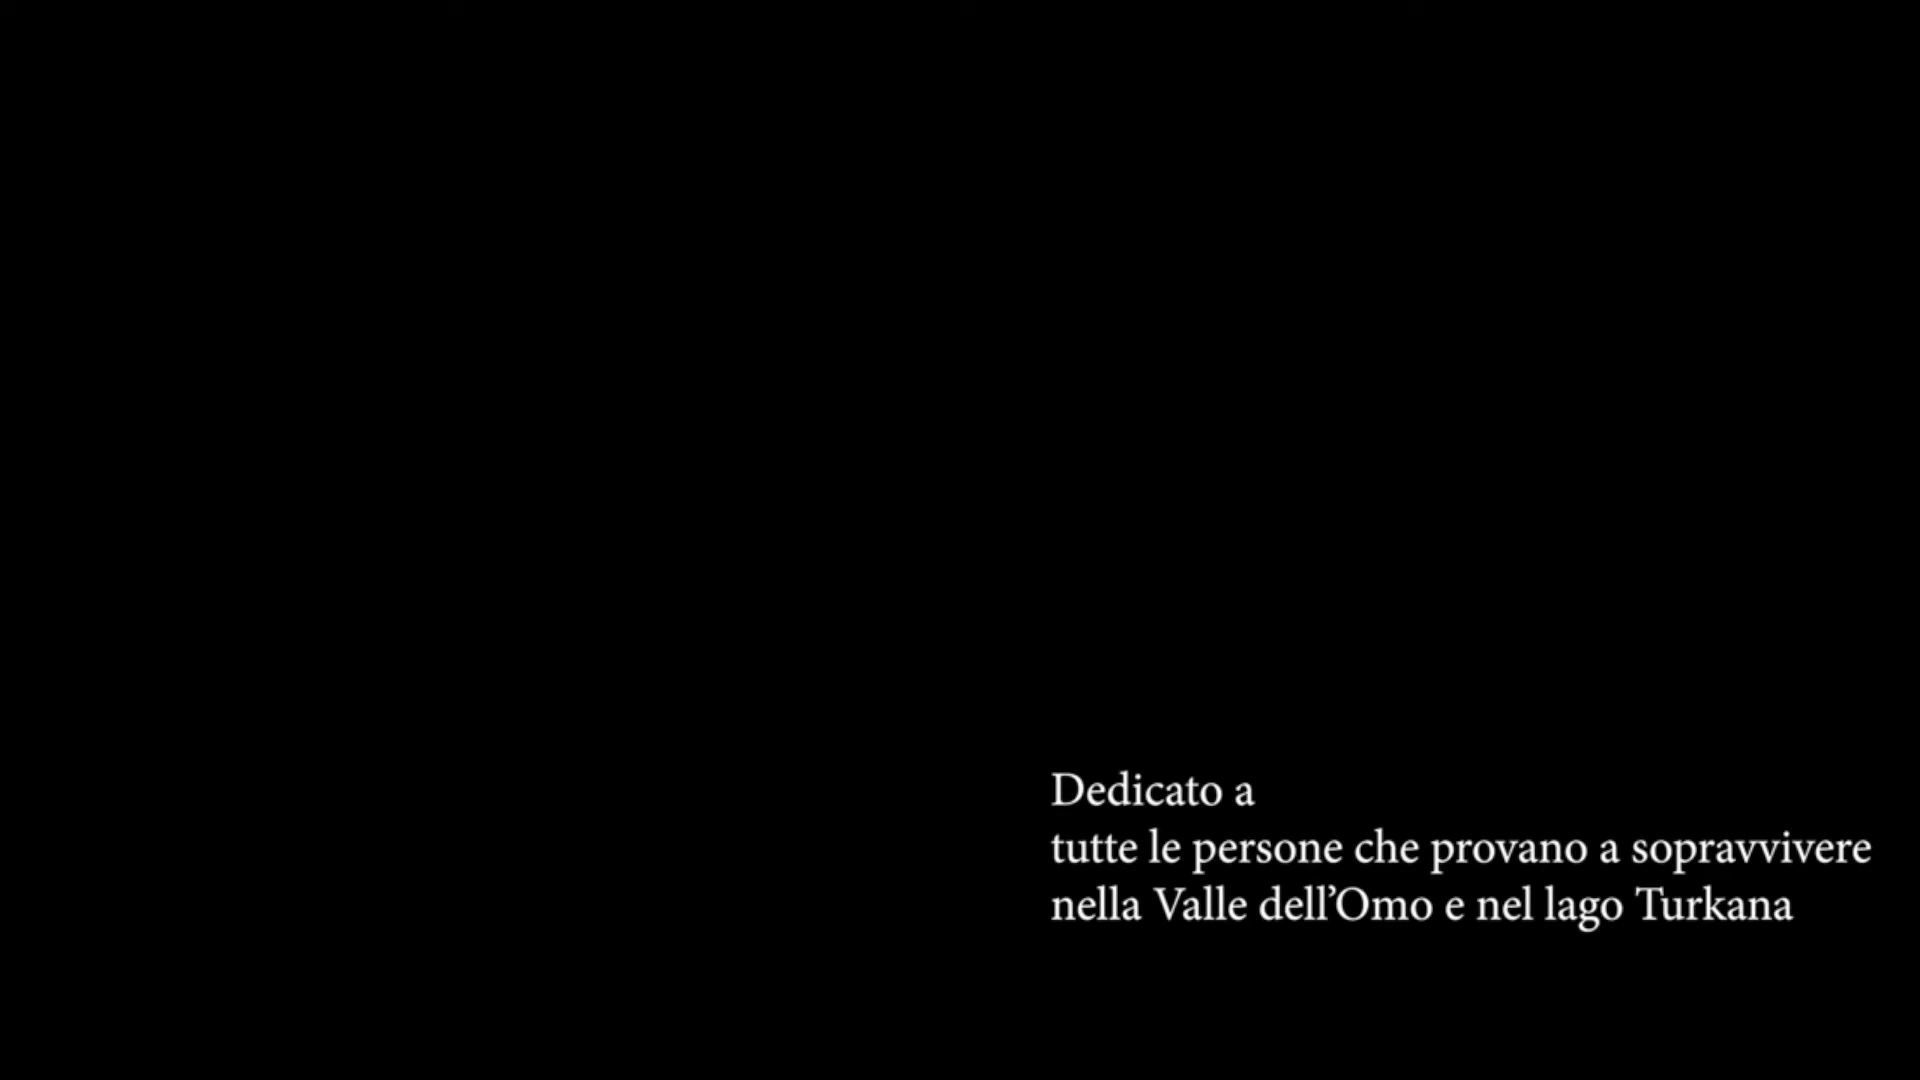 Dedicato a
tutte le persone che provano a sopravvivere
nella Valle dell’Omo e nel lago Turkana